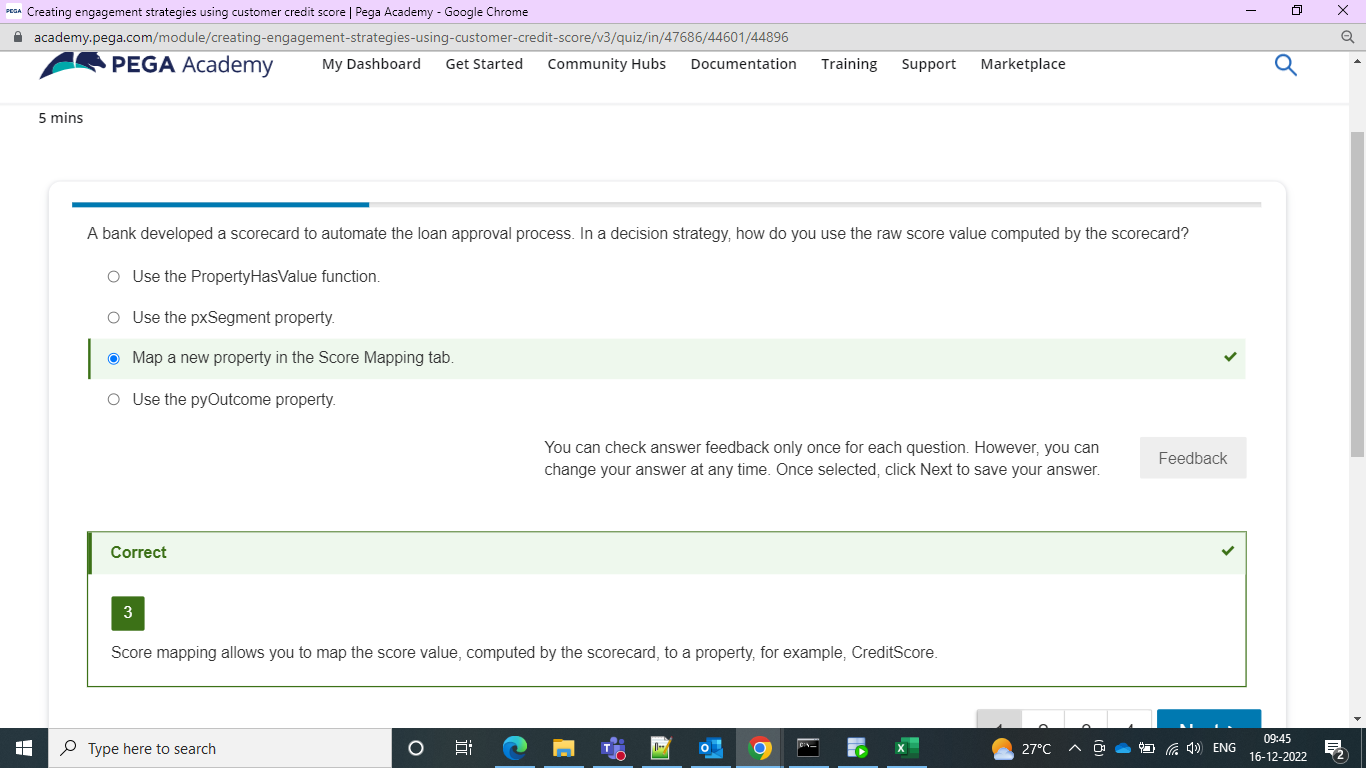 PEGA Creating engagement strategies using customer credit score | Pega Academy - Google Chrome
academy.pega.com/module/creating-engagement-strategies-using-customer-credit-score/v3/quiz/in/47686/44601/44896
PEGA Academy My Dashboard Get Started Community Hubs Documentation Training Support Marketplace
5 mins
A bank developed a scorecard to automate the loan approval process. In a decision strategy, how do you use the raw score value computed by the scorecard?
Use the PropertyHasValue function.
Use the pxSegment property.
Map a new property in the Score Mapping tab.
Use the pyOutcome property.
You can check answer feedback only once for each question. However, you can
change your answer at any time. Once selected, click Next to save your answer.
Feedback
Correct
3
Score mapping allows you to map the score value, computed by the scorecard, to a property, for example, CreditScore.
Type here to search
27°C
ENG
09:45
16-12-2022
2